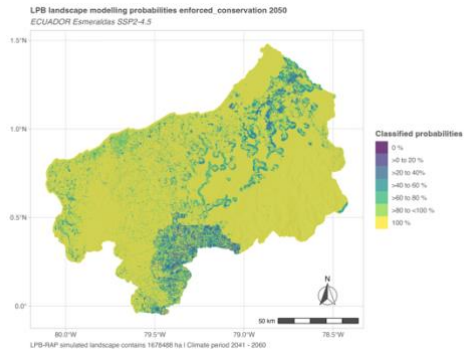 LPB landscape modelling probabilities enforced_conservation 2050
ECUADOR Esmeraldas SSP2-4.5
1.5°N
1.0°N
0.5°N
0.0°
80.0°W
79.5°W
79.0°W
78.5°W
Classified probabilities
0 %
>0 to 20 %
>20 to 40%
>40 to 60 %
>60 to 80 %
>80 to <100 %
100 %
N
50 km
LPB-RAP simulated landscape contains 1678488 ha | Climate period 2041 - 2060